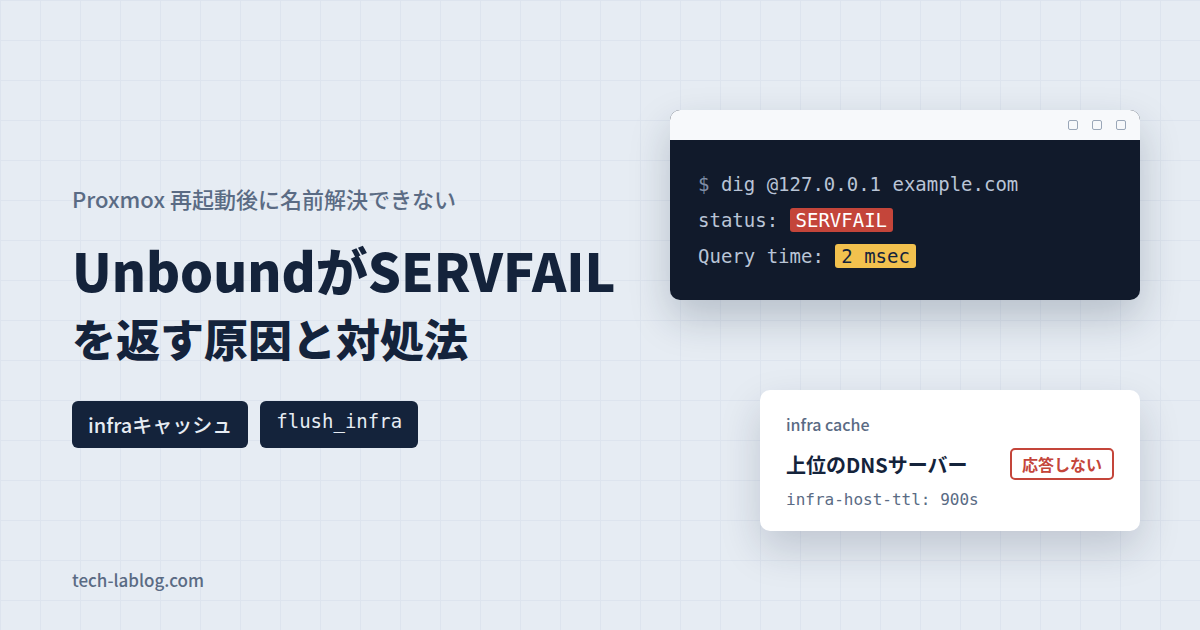 Proxmox 再起動後に名前解決できない
UnboundがSERVFAIL
を返す原因と対処法
infraキャッシュ
flush_infra
tech-lablog.com
$ dig @127.0.0.1 example.com
status: SERVFAIL
Query time: 2 msec
infra cache
上位のDNSサーバー
応答しない
infra-host-ttl: 900s